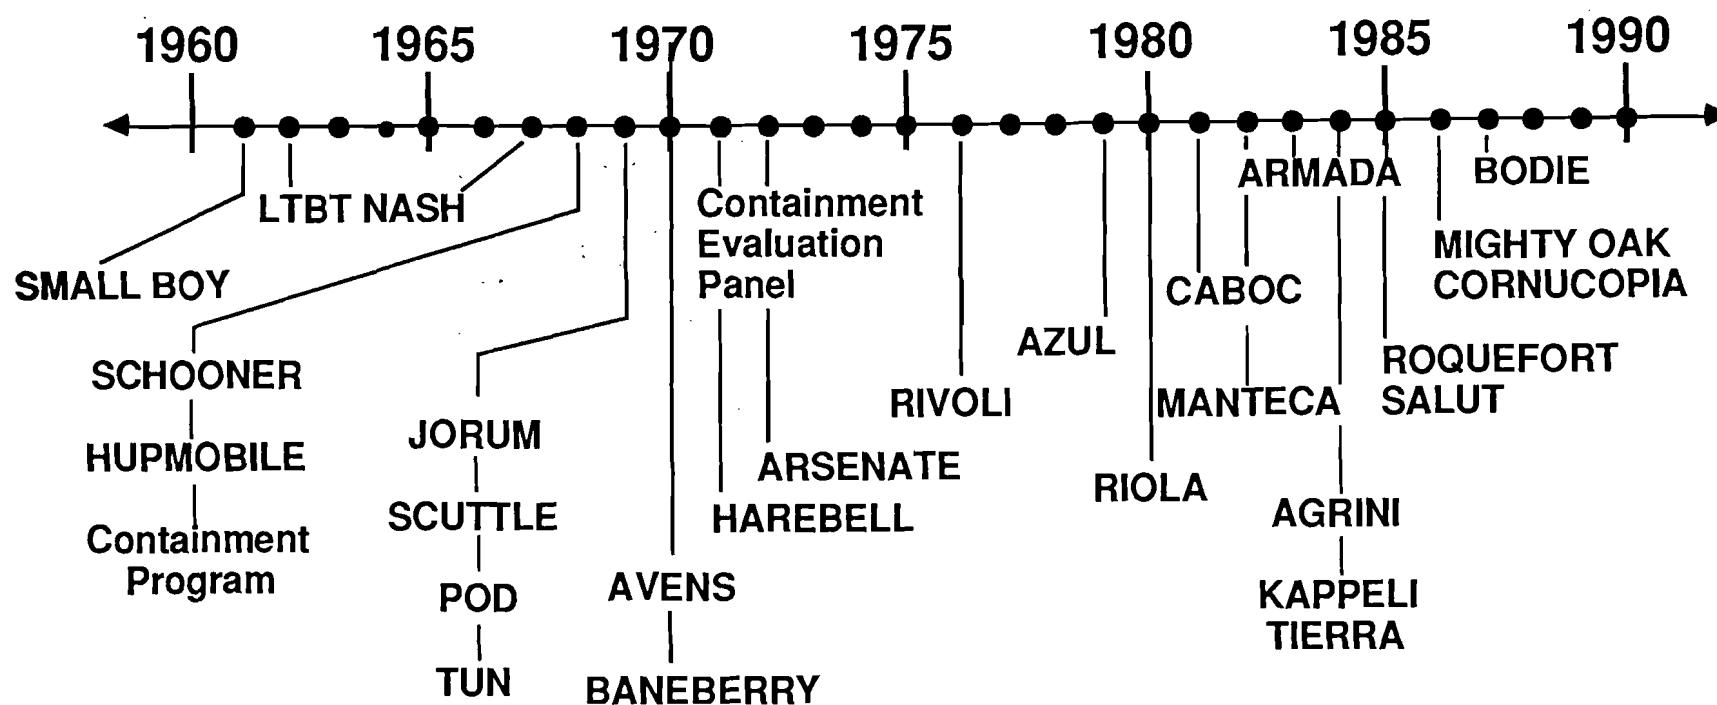 1960 1965 1970 1975 1980 1985 1990
SMALL BOY
LTBT NASH
SCHOONER
HUPMOBILE
Containment
Program
JORUM
SCUTTLE
POD
TUN
AVENS
BANEBERRY
Containment
Evaluation
Panel
HAREBELL
ARSENATE
RIVOLI
AZUL
RIOLA
CABOC
MANTECA
ARMADA
AGRINI
KAPPELI
TIERRA
ROQUEFORT
SALUT
MIGHTY OAK
CORNUCOPIA
BODIE